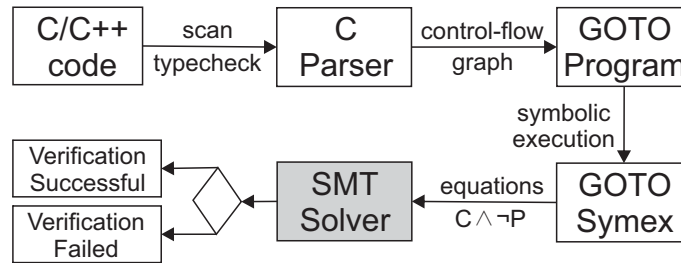 C/C++
code
scan
typecheck
C
Parser
control-flow
graph
GOTO
Program
symbolic
execution
GOTO
Symex
equations
C ∧ ¬P
SMT
Solver
Verification
Successful
Verification
Failed